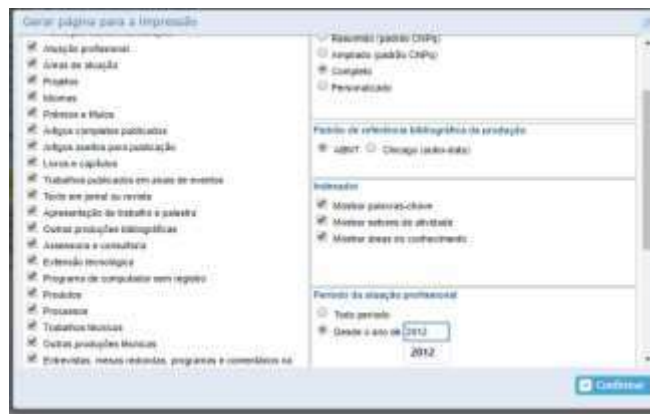 Gerar página para a impressão
Atuação profissional
Áreas de atuação
Projetos
Idiomas
Prêmios e títulos
Artigos completos publicados
Artigos aceitos para publicação
Livros e capítulos
Trabalhos publicados em anais de eventos
Texto em jornal ou revista
Apresentação de trabalho e palestra
Outras produções bibliográficas
Assessoria e consultoria
Extensão tecnológica
Programa de computador sem registro
Produtos
Processos
Trabalhos técnicos
Outras produções técnicas
Entrevistas, mesas redondas, programas e comentários na
Resumido (padrão CNPq)
Ampliado (padrão CNPq)
Completo
Personalizado
Padrão de referência bibliográfica da produção
ABNT Chicago (autor-data)
Indexador
Mostrar palavras-chave
Mostrar setores de atividade
Mostrar áreas do conhecimento
Período da atuação profissional
Todo período
Desde o ano de 2012
2012
Confirmar